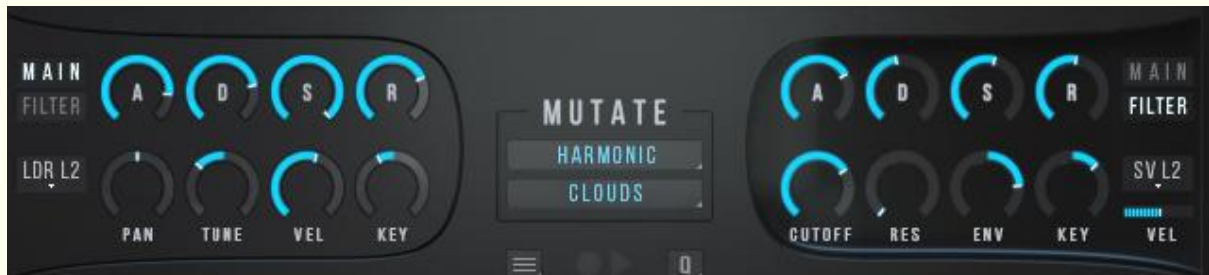 MAIN
FILTER
A D S R
LDR L2
PAN TUNE VEL KEY
MUTATE
HARMONIC
CLOUDS
Q
A D S R
MAIN
FILTER
SV L2
CUTOFF RES ENV KEY VEL